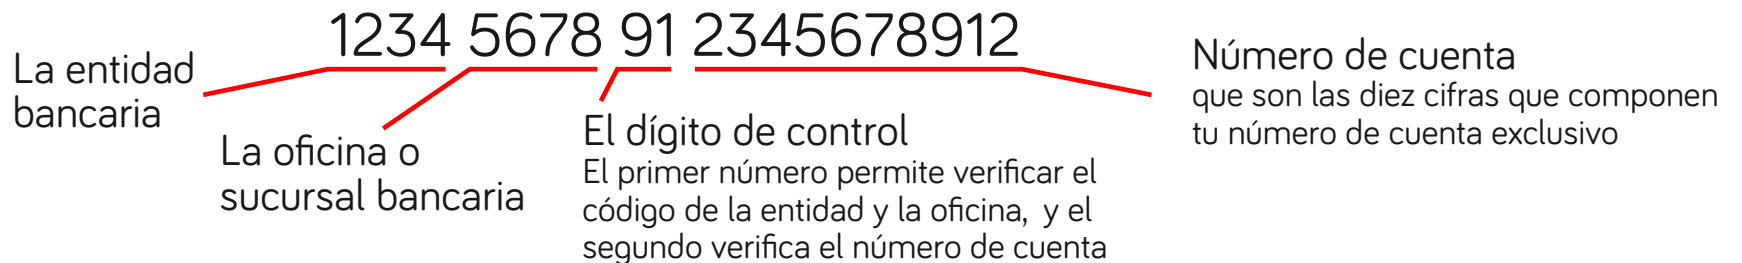 1234 5678 91 2345678912
La entidad
bancaria
La oficina o
sucursal bancaria
El dígito de control
El primer número permite verificar el
código de la entidad y la oficina, y el
segundo verifica el número de cuenta
Número de cuenta
que son las diez cifras que componen
tu número de cuenta exclusivo